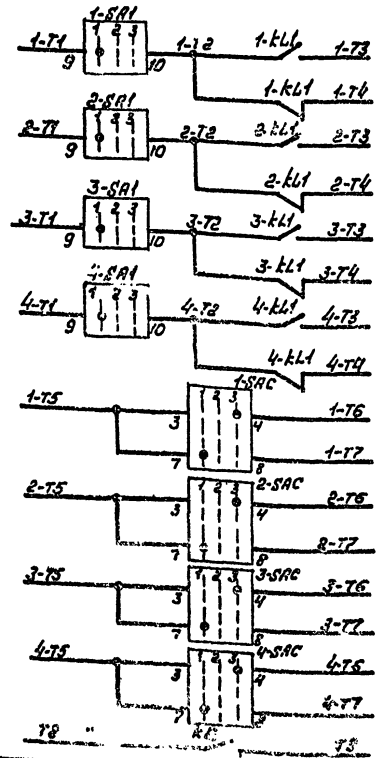 1-SA1
1-T1 1 2 3 1-T2 1-KL1 1-T3
9 10
1-KL1 1-T4
2-SA1
2-T1 1 2 3 2-T2 2-KL1 2-T3
9 10
2-KL1 2-T4
3-SA1
3-T1 1 2 3 3-T2 3-KL1 3-T3
9 10
3-KL1 3-T4
4-SA1
4-T1 1 2 3 4-T2 4-KL1 4-T3
9 10
4-KL1 4-T4
1-SAC
1-T5 1 2 3 1-T6
3 4
7 8 1-T7
2-SAC
2-T5 1 2 3 2-T6
3 4
7 8 2-T7
3-SAC
3-T5 1 2 3 3-T6
3 4
7 8 3-T7
4-SAC
4-T5 1 2 3 4-T6
3 4
7 8 4-T7
T8